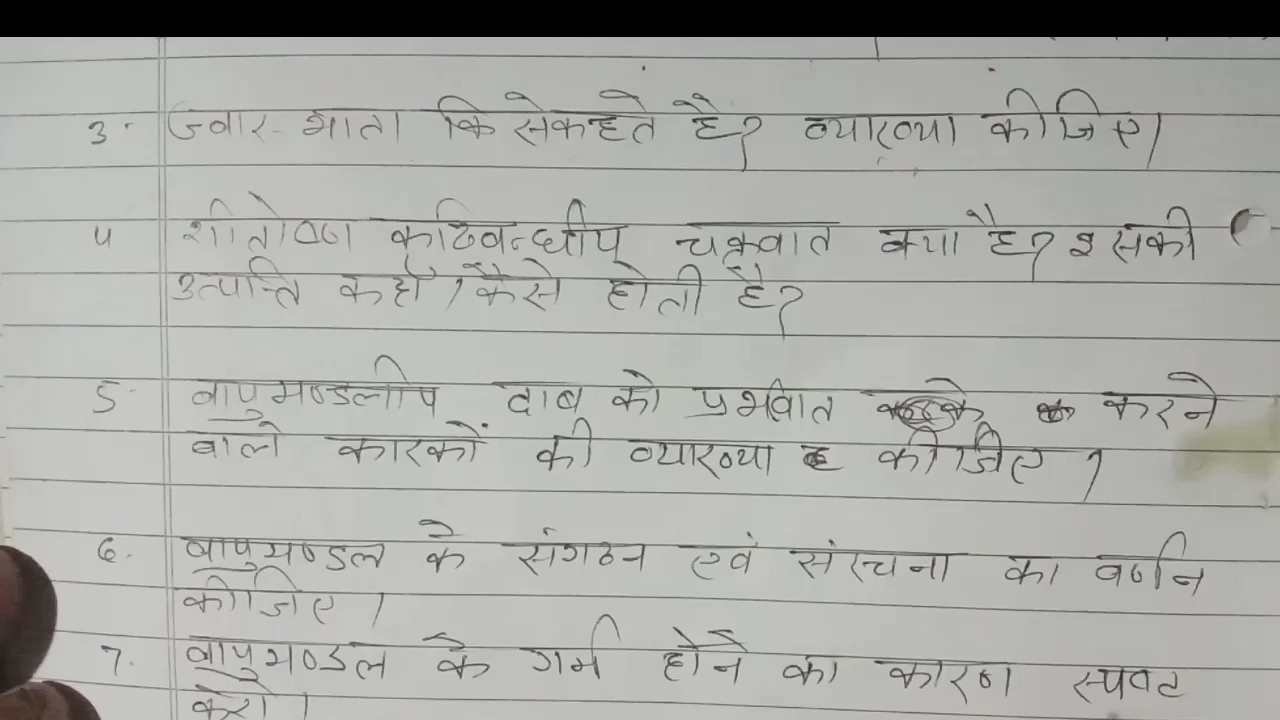 3. ज्वार-भाता किसेकहते है? व्याख्या कीजिए।
4 शीतोष्ण कटिबन्धीय चक्रवात क्या है? इसकी
उत्पत्ति कहाँ / कैसे होती है?
5. वायुमण्डलीय दाब को प्रभवित करने
वाले कारकों की व्याख्या कीजिए।
6. वायुमण्डल के संगठन एवं संरचना का वर्णन
कीजिए।
7. वायुमण्डल के गर्म होने का कारण स्पष्ट
करो।